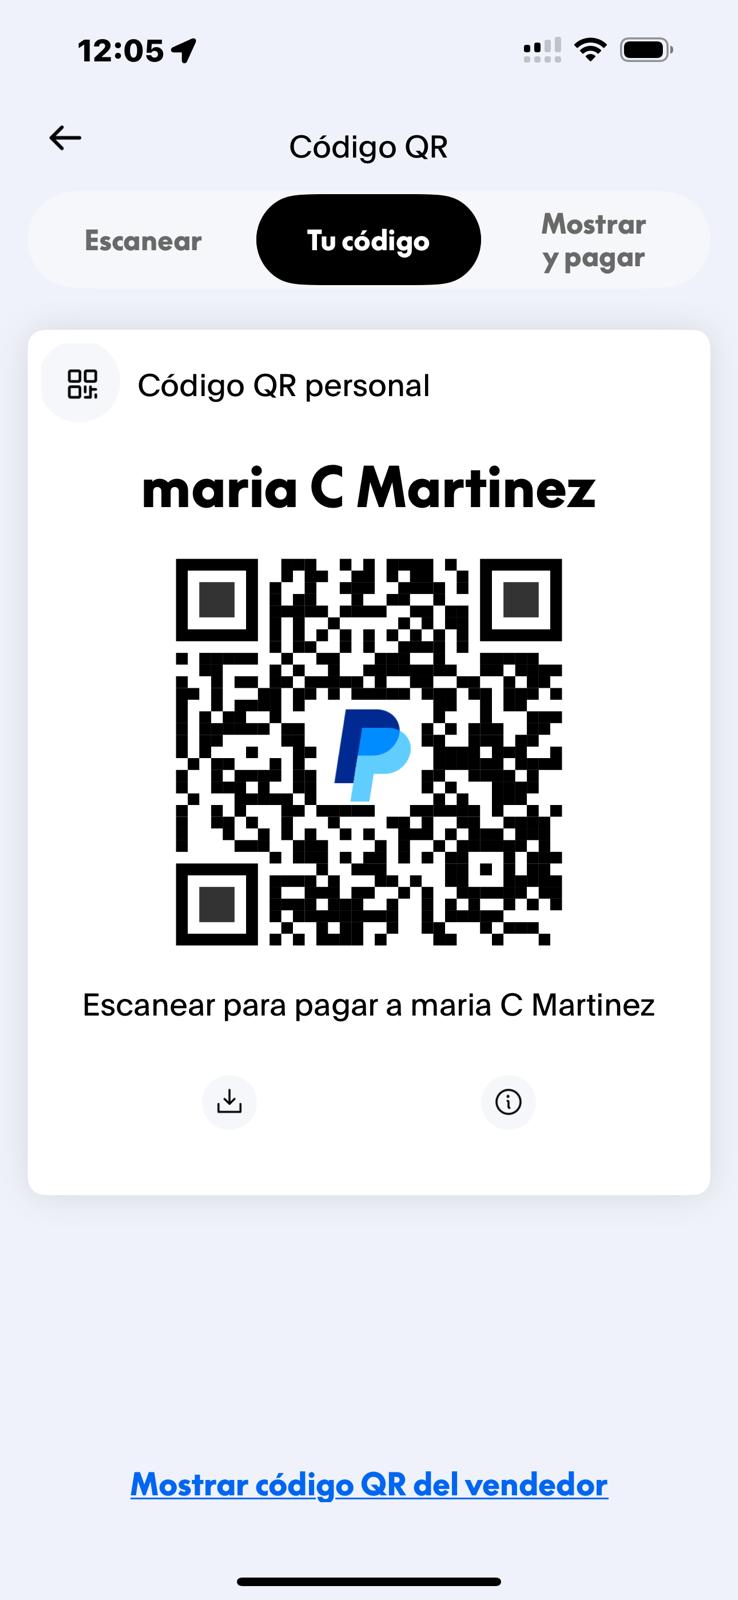 12:05
Código QR
Escanear
Tu código
Mostrar
y pagar
Código QR personal
maria C Martinez
Escanear para pagar a maria C Martinez
Mostrar código QR del vendedor